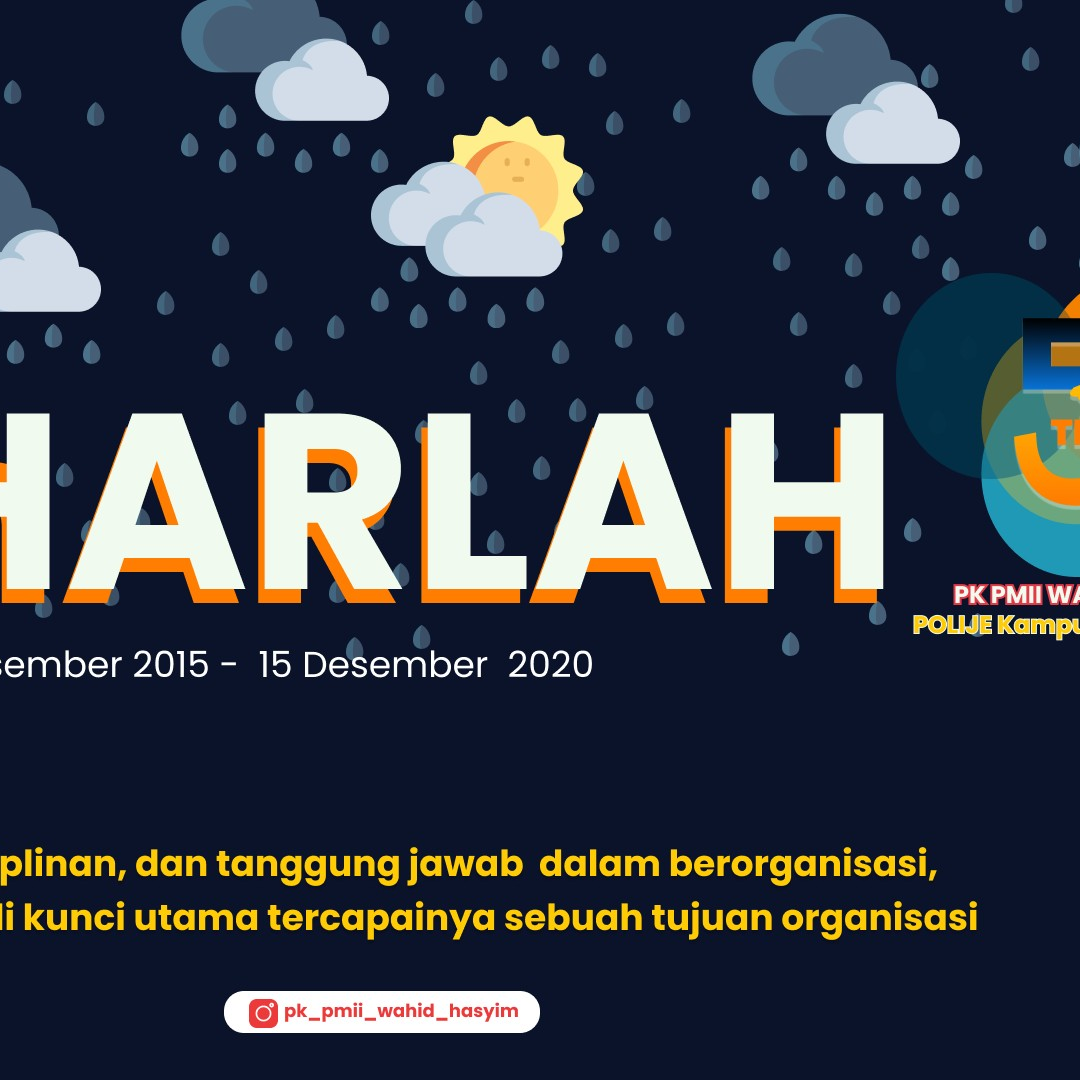 HARLAH
sember 2015 - 15 Desember 2020
PK PMII WA
POLIJE Kampu
plinan, dan tanggung jawab dalam berorganisasi,
di kunci utama tercapainya sebuah tujuan organisasi
pk_pmii_wahid_hasyim